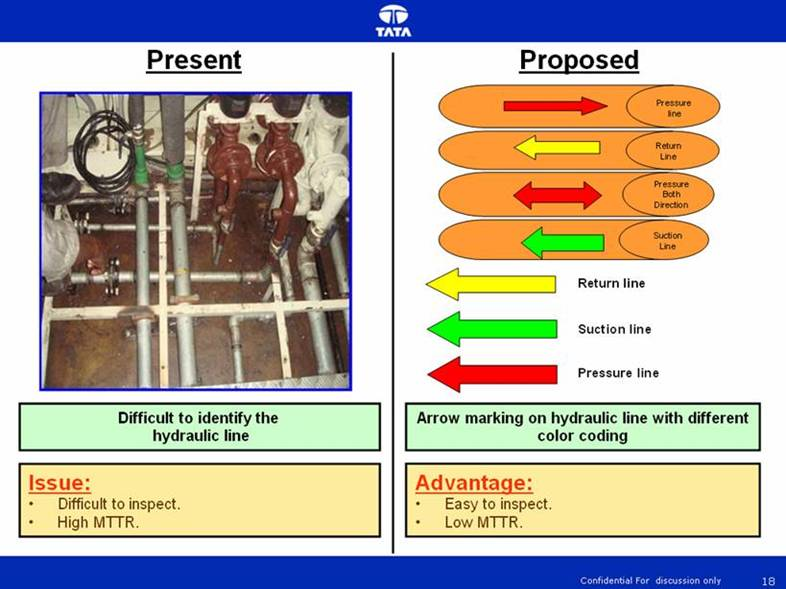 TATA
Present
Difficult to identify the
hydraulic line
Issue:
• Difficult to inspect.
• High MTTR.
Proposed
Pressure
line
Return
Line
Pressure
Both
Direction
Suction
Line
Return line
Suction line
Pressure line
Arrow marking on hydraulic line with different
color coding
Advantage:
• Easy to inspect.
• Low MTTR.
Confidential For discussion only
18